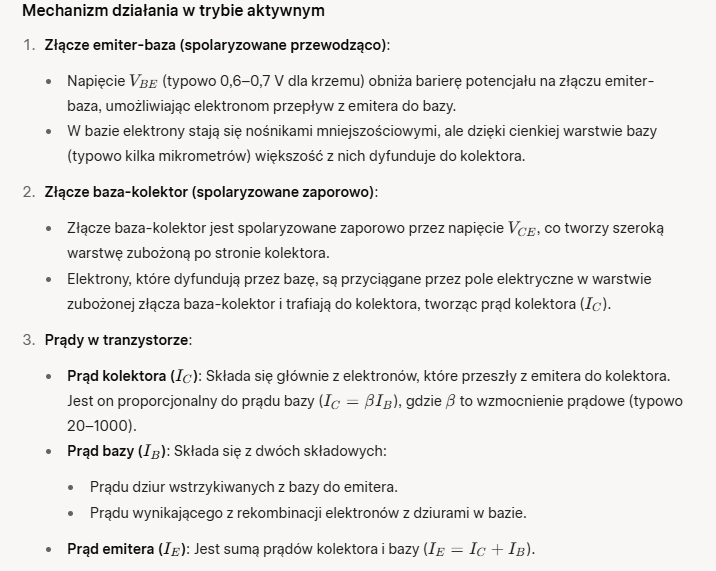 Mechanizm działania w trybie aktywnym
1. Złącze emiter-baza (spolaryzowane przewodząco):
• Napięcie V_BE (typowo 0,6–0,7 V dla krzemu) obniża barierę potencjału na złączu emiter-
baza, umożliwiając elektronom przepływ z emitera do bazy.
• W bazie elektrony stają się nośnikami mniejszościowymi, ale dzięki cienkiej warstwie bazy
(typowo kilka mikrometrów) większość z nich dyfunduje do kolektora.
2. Złącze baza-kolektor (spolaryzowane zaporowo):
• Złącze baza-kolektor jest spolaryzowane zaporowo przez napięcie V_CE, co tworzy szeroką
warstwę zubożoną po stronie kolektora.
• Elektrony, które dyfundują przez bazę, są przyciągane przez pole elektryczne w warstwie
zubożonej złącza baza-kolektor i trafiają do kolektora, tworząc prąd kolektora (I_C).
3. Prądy w tranzystorze:
• Prąd kolektora (I_C): Składa się głównie z elektronów, które przeszły z emitera do kolektora.
Jest on proporcjonalny do prądu bazy (I_C = βI_B), gdzie β to wzmocnienie prądowe (typowo
20–1000).
• Prąd bazy (I_B): Składa się z dwóch składowych:
• Prądu dziur wstrzykiwanych z bazy do emitera.
• Prądu wynikającego z rekombinacji elektronów z dziurami w bazie.
• Prąd emitera (I_E): Jest sumą prądów kolektora i bazy (I_E = I_C + I_B).